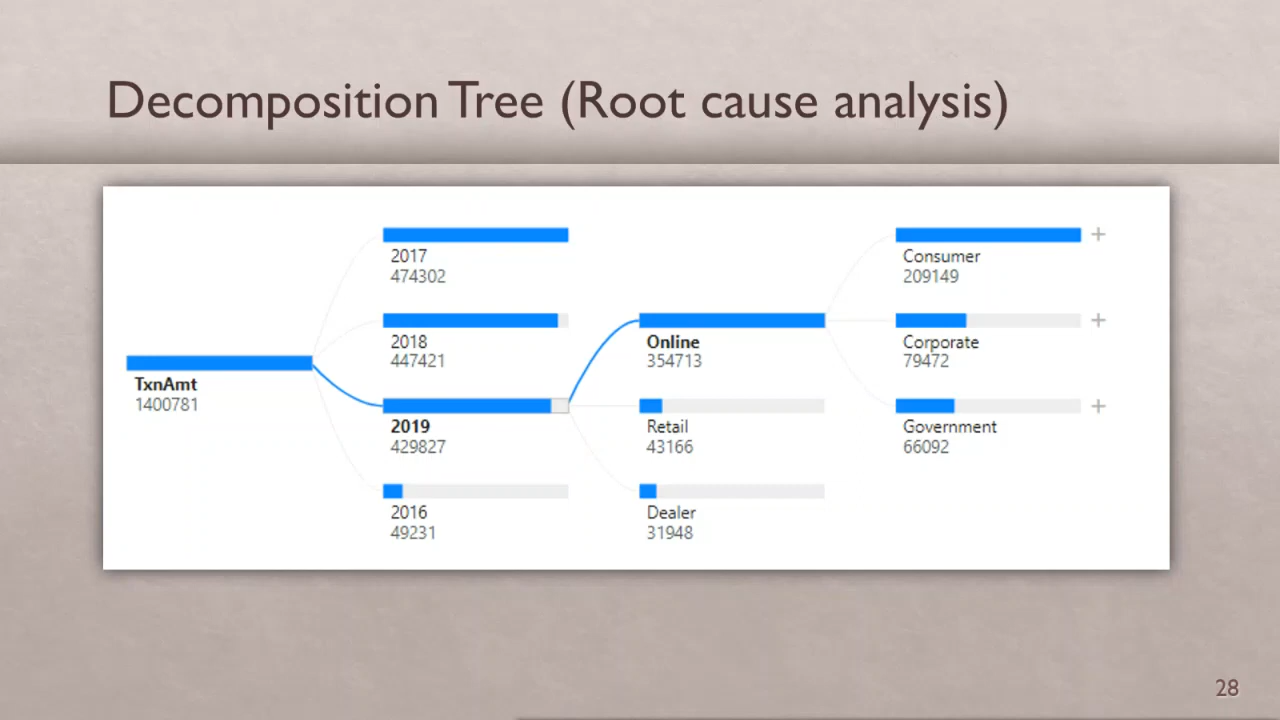 Decomposition Tree (Root cause analysis)
TxnAmt
1400781
2017
474302
2018
447421
2019
429827
2016
49231
Online
354713
Retail
43166
Dealer
31948
Consumer
209149
Corporate
79472
Government
66092
28